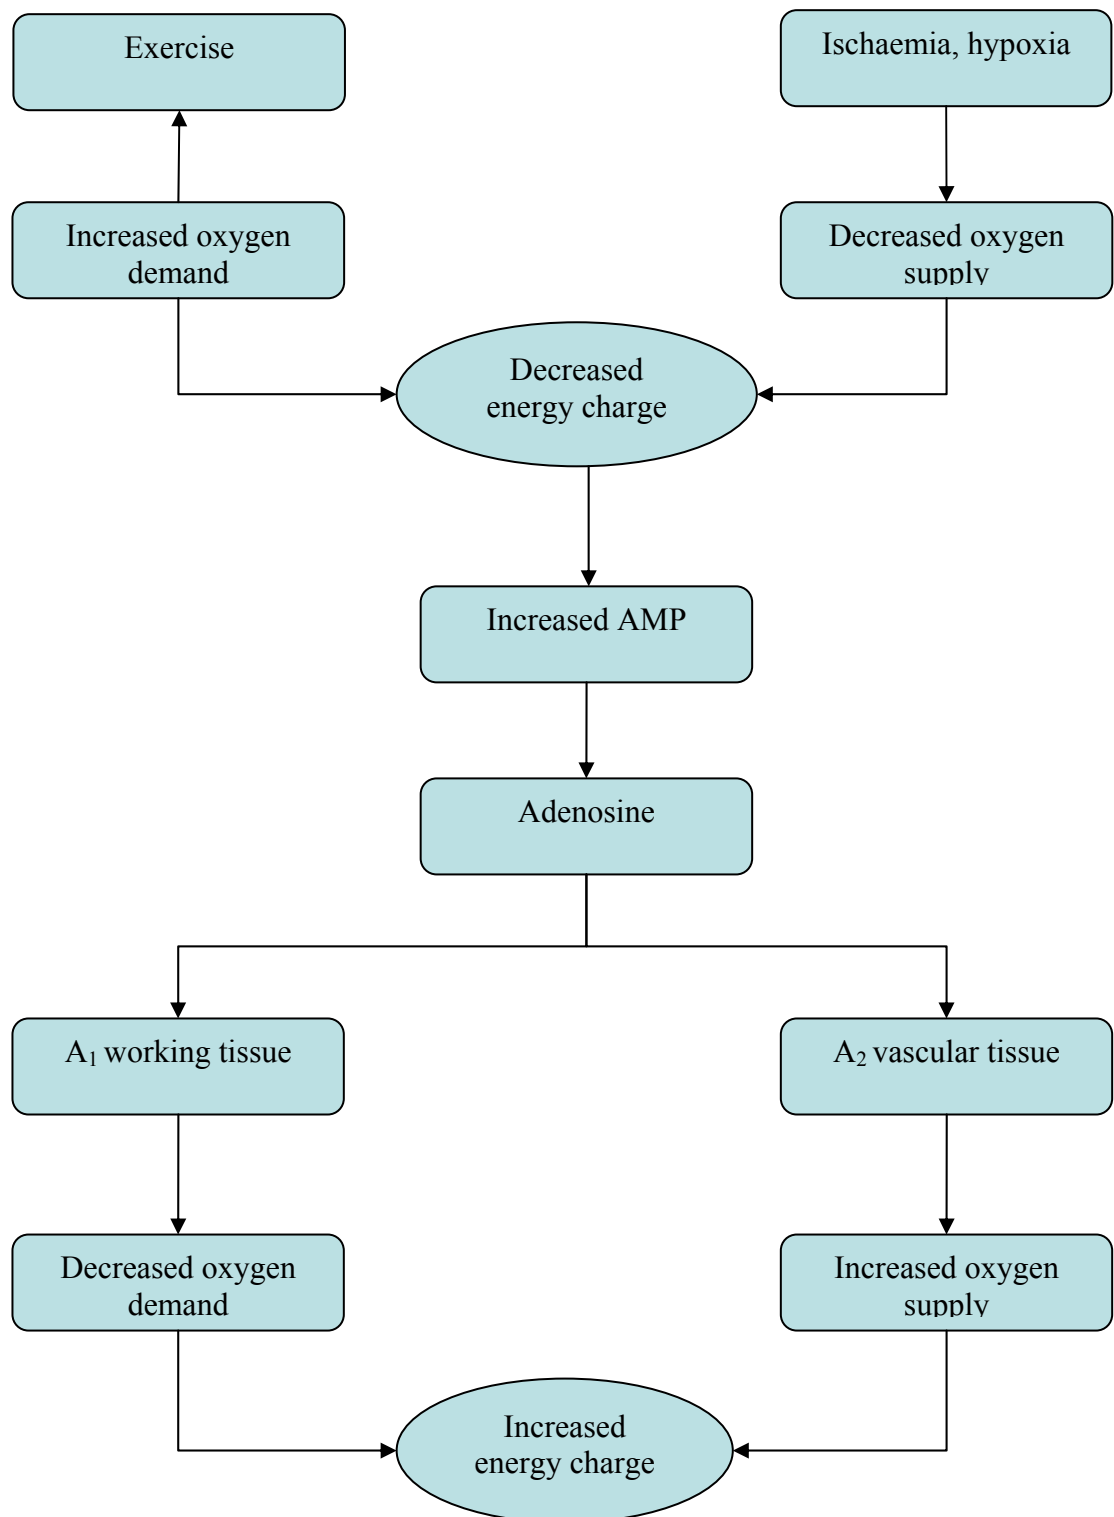 Exercise
Ischaemia, hypoxia
Increased oxygen
demand
Decreased oxygen
supply
Decreased
energy charge
Increased AMP
Adenosine
A₁ working tissue
A₂ vascular tissue
Decreased oxygen
demand
Increased oxygen
supply
Increased
energy charge